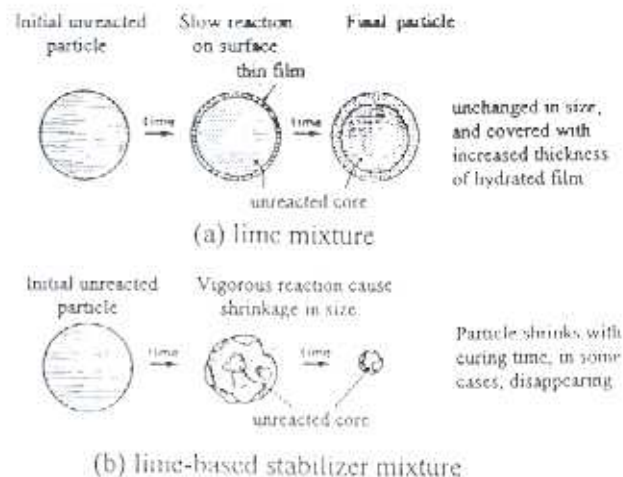 Initial unreacted
particle
Slow reaction
on surface
thin film
Final particle
time
time
unchanged in size,
and covered with
increased thickness
of hydrated film
unreacted core
(a) lime mixture
Initial unreacted
particle
Vigorous reaction cause
shrinkage in size
time
time
Particle shrinks with
curing time, in some
cases, disappearing
unreacted core
(b) lime-based stabilizer mixture